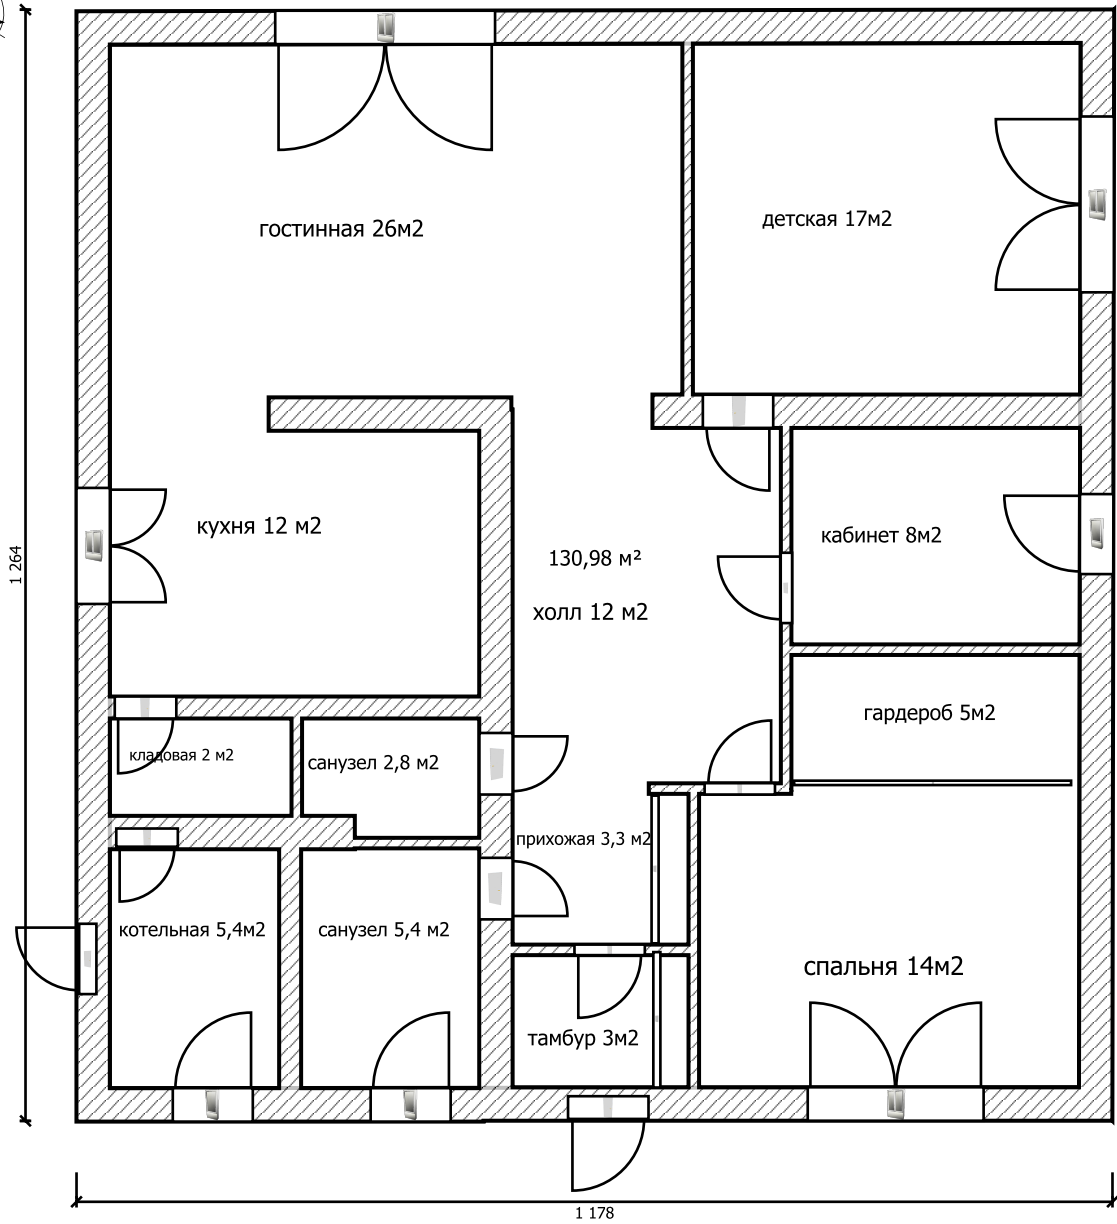 гостинная 26м2
детская 17м2
кухня 12 м2
кабинет 8м2
130,98 м²
холл 12 м2
1 264
гардероб 5м2
кладовая 2 м2
санузел 2,8 м2
прихожая 3,3 м2
котельная 5,4м2
санузел 5,4 м2
спальня 14м2
тамбур 3м2
1 178